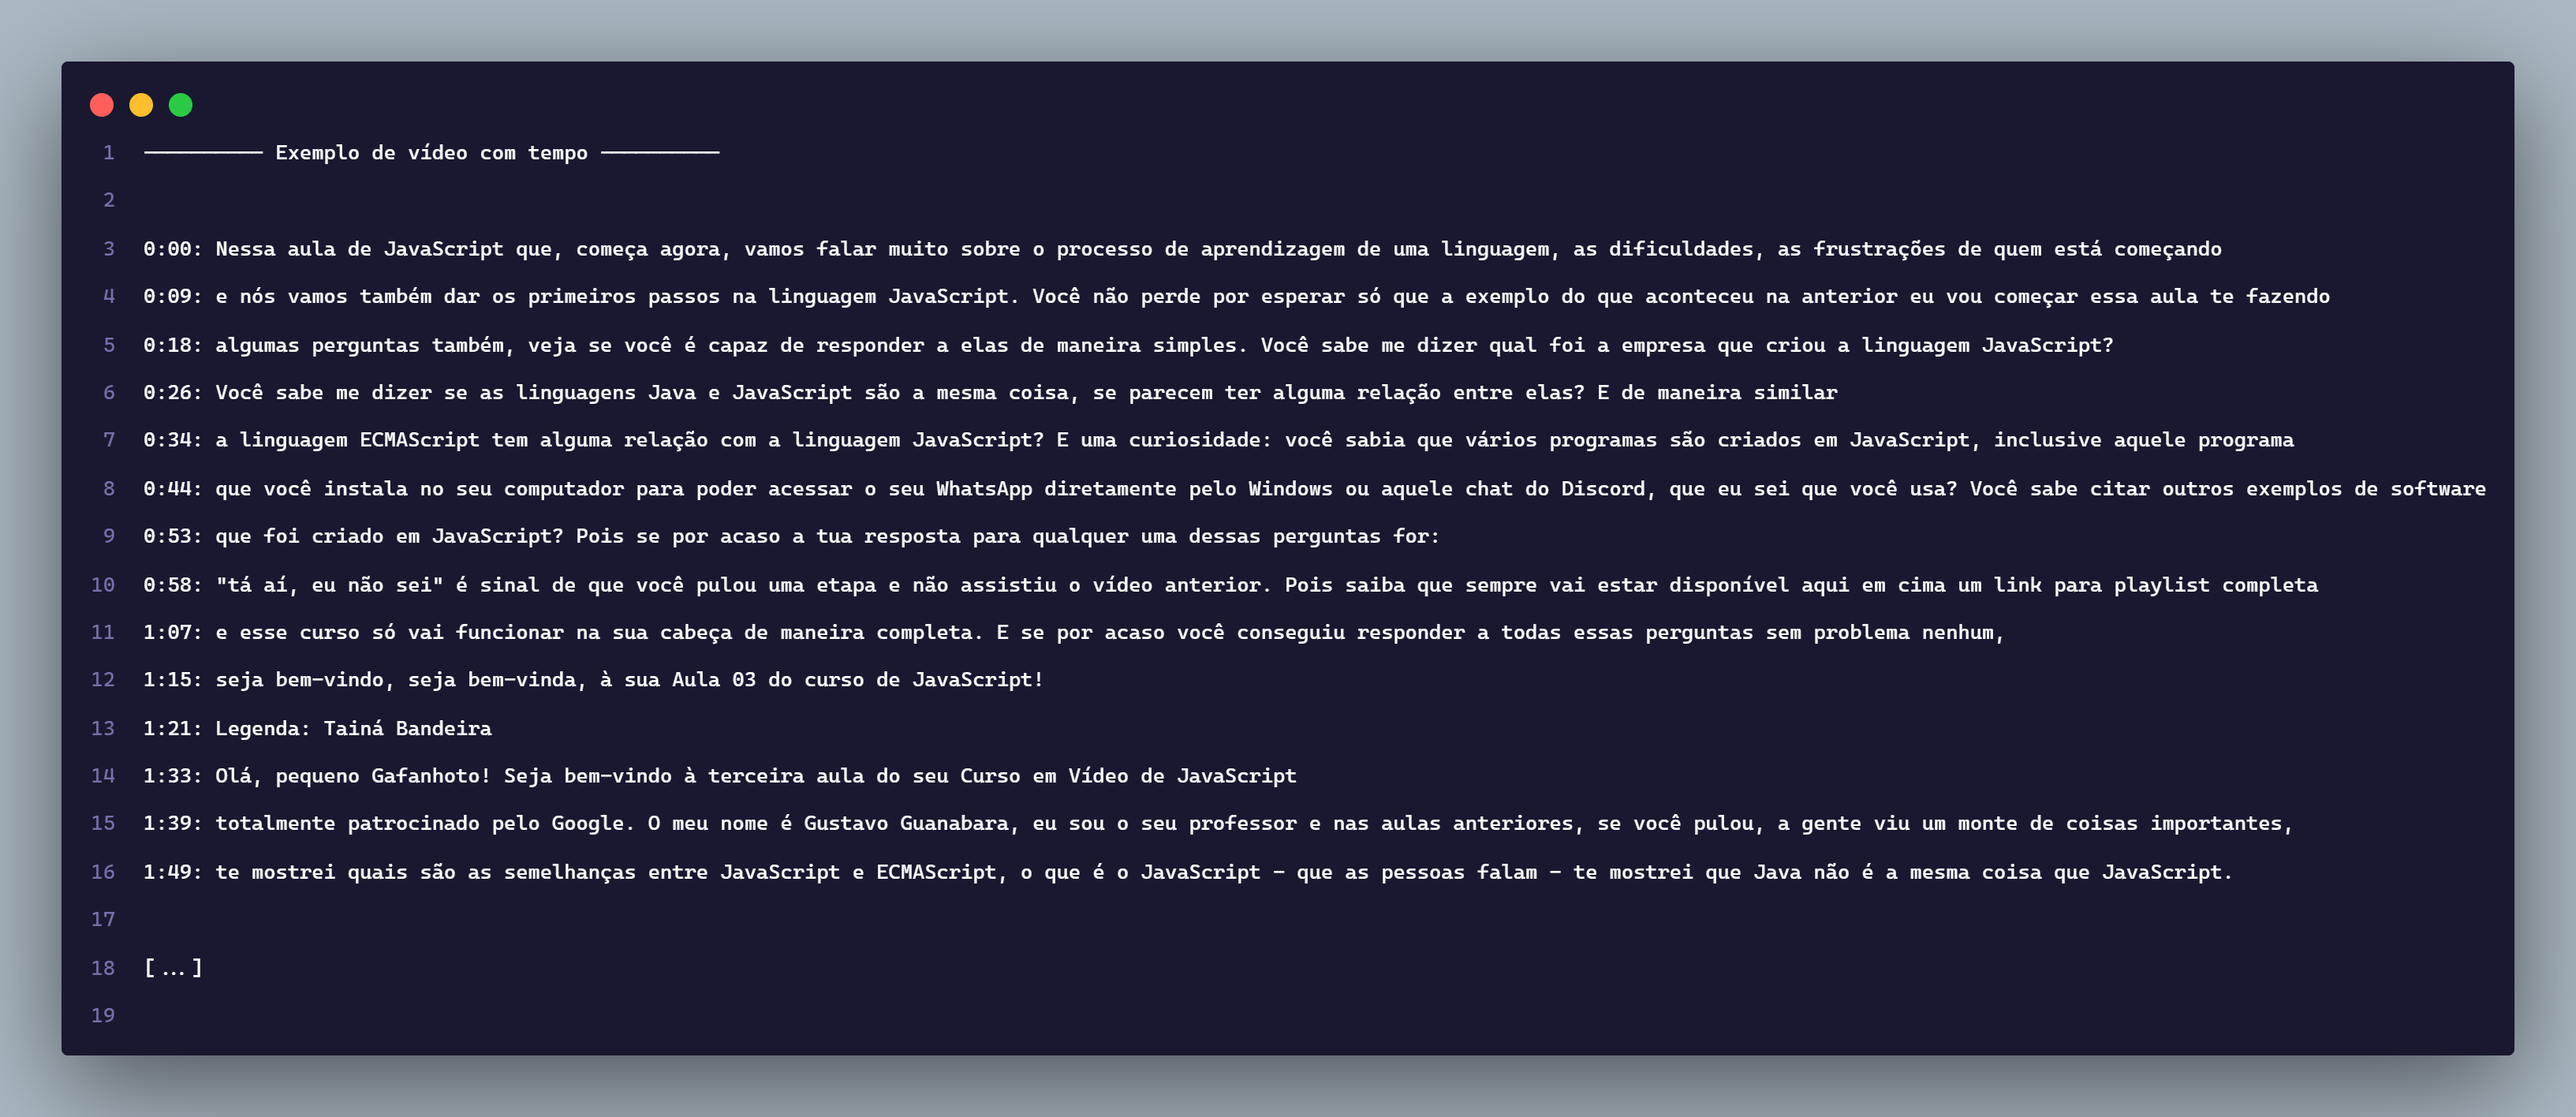 1 ────────── Exemplo de vídeo com tempo ──────────
2
3 0:00: Nessa aula de JavaScript que, começa agora, vamos falar muito sobre o processo de aprendizagem de uma linguagem, as dificuldades, as frustrações de quem está começando
4 0:09: e nós vamos também dar os primeiros passos na linguagem JavaScript. Você não perde por esperar só que a exemplo do que aconteceu na anterior eu vou começar essa aula te fazendo
5 0:18: algumas perguntas também, veja se você é capaz de responder a elas de maneira simples. Você sabe me dizer qual foi a empresa que criou a linguagem JavaScript?
6 0:26: Você sabe me dizer se as linguagens Java e JavaScript são a mesma coisa, se parecem ter alguma relação entre elas? E de maneira similar
7 0:34: a linguagem ECMAScript tem alguma relação com a linguagem JavaScript? E uma curiosidade: você sabia que vários programas são criados em JavaScript, inclusive aquele programa
8 0:44: que você instala no seu computador para poder acessar o seu WhatsApp diretamente pelo Windows ou aquele chat do Discord, que eu sei que você usa? Você sabe citar outros exemplos de software
9 0:53: que foi criado em JavaScript? Pois se por acaso a tua resposta para qualquer uma dessas perguntas for:
10 0:58: "tá aí, eu não sei" é sinal de que você pulou uma etapa e não assistiu o vídeo anterior. Pois saiba que sempre vai estar disponível aqui em cima um link para playlist completa
11 1:07: e esse curso só vai funcionar na sua cabeça de maneira completa. E se por acaso você conseguiu responder a todas essas perguntas sem problema nenhum,
12 1:15: seja bem-vindo, seja bem-vinda, à sua Aula 03 do curso de JavaScript!
13 1:21: Legenda: Tainá Bandeira
14 1:33: Olá, pequeno Gafanhoto! Seja bem-vindo à terceira aula do seu Curso em Vídeo de JavaScript
15 1:39: totalmente patrocinado pelo Google. O meu nome é Gustavo Guanabara, eu sou o seu professor e nas aulas anteriores, se você pulou, a gente viu um monte de coisas importantes,
16 1:49: te mostrei quais são as semelhanças entre JavaScript e ECMAScript, o que é o JavaScript - que as pessoas falam - te mostrei que Java não é a mesma coisa que JavaScript.
17
18 [...]
19